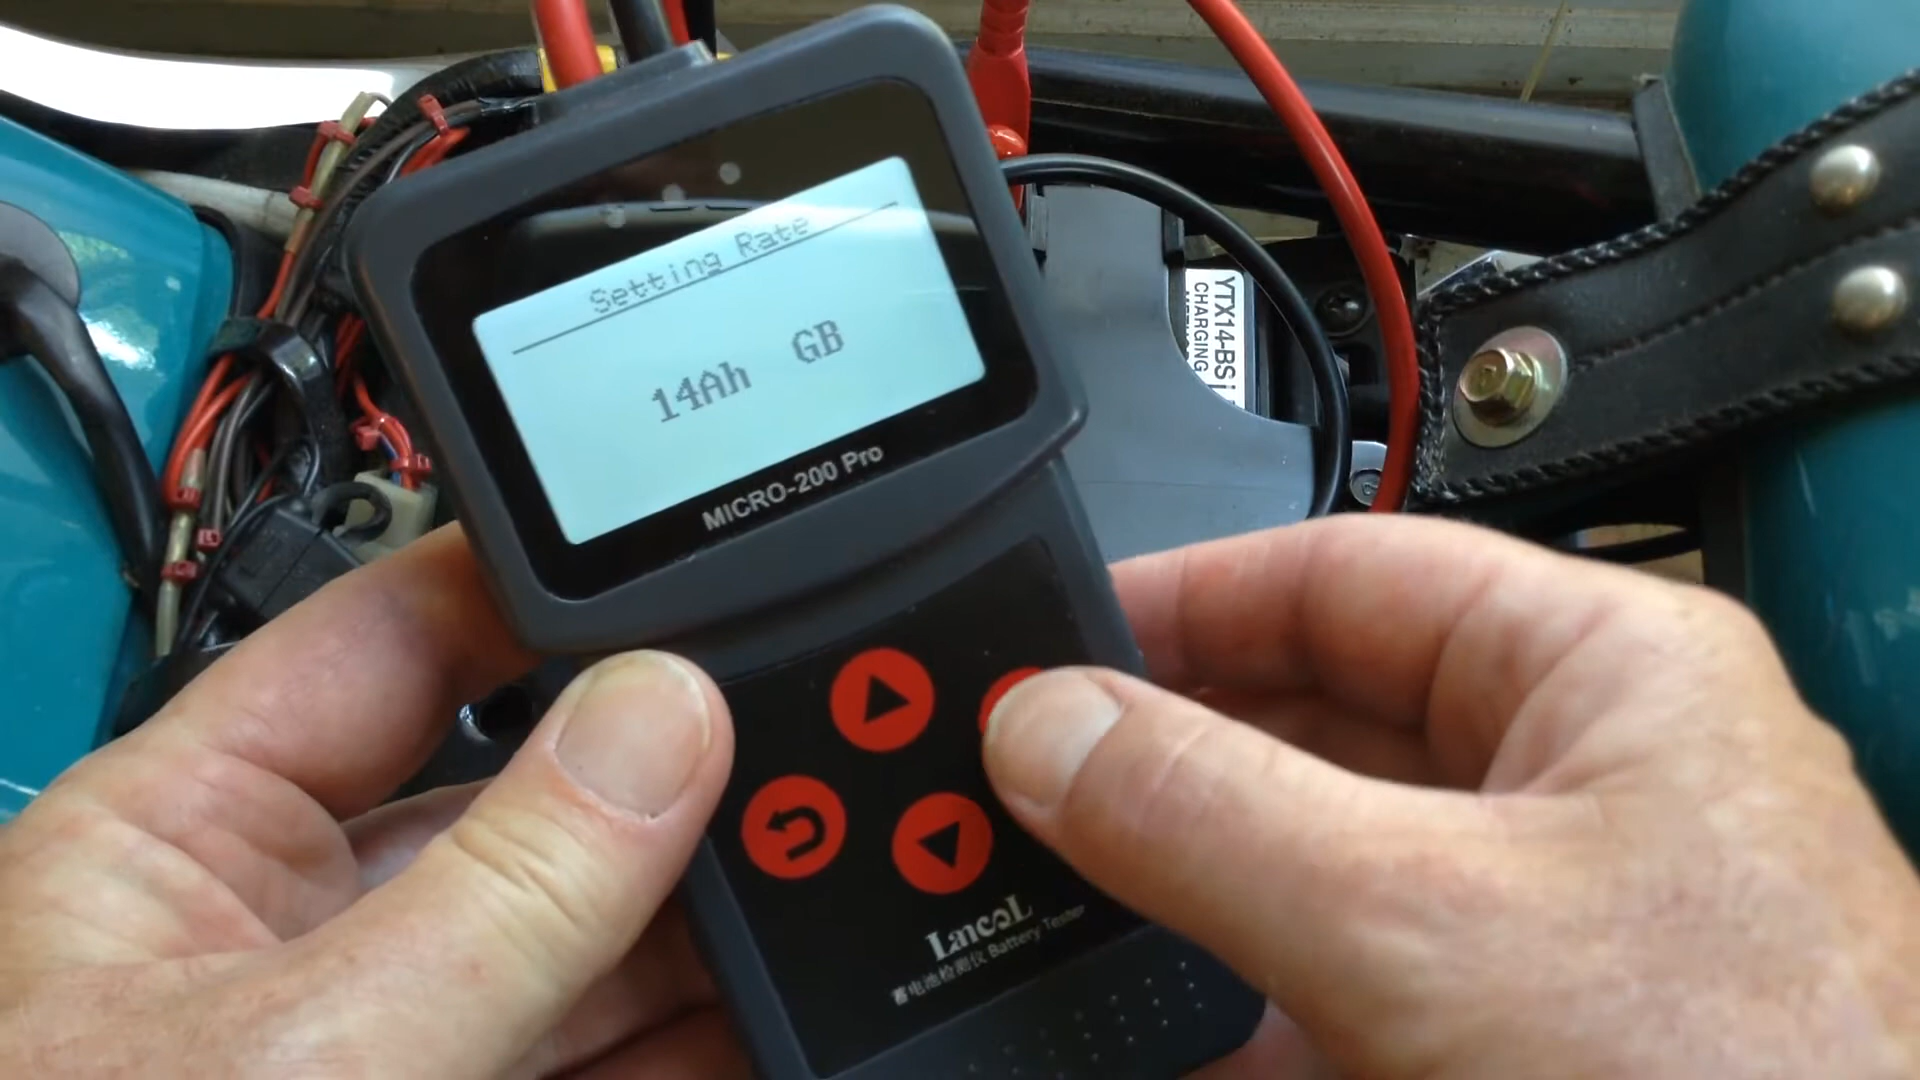 Setting Rate
14Ah GB
MICRO-200 Pro
Lancol
蓄电池检测仪 Battery Tester
YTX14-BS
CHARGING